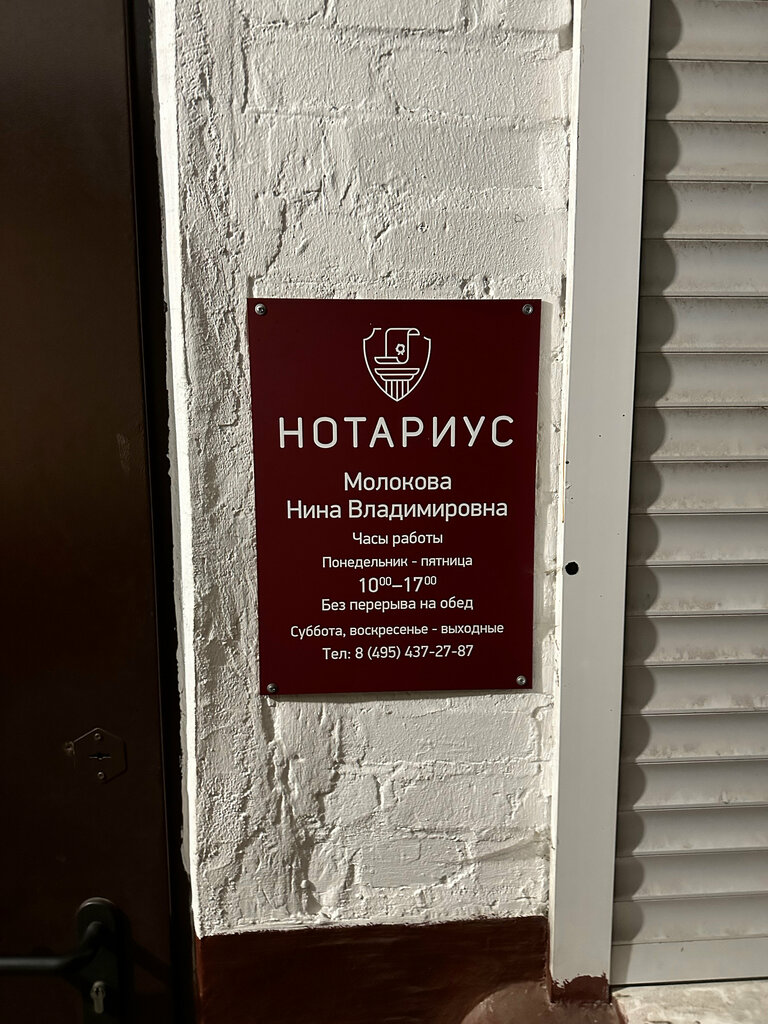 НОТАРИУС
Молокова
Нина Владимировна
Часы работы
Понедельник - пятница
10⁰⁰–17⁰⁰
Без перерыва на обед
Суббота, воскресенье - выходные
Тел: 8 (495) 437-27-87